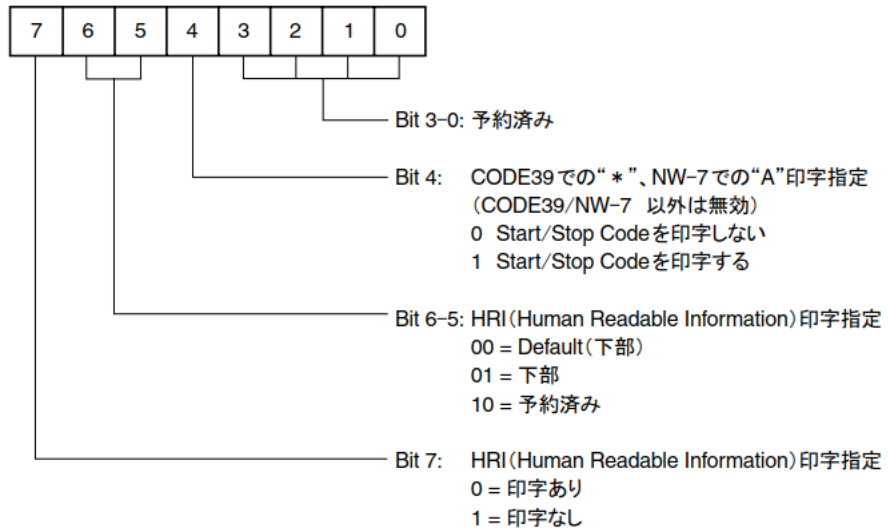 7 6 5 4 3 2 1 0
Bit 3-0: 予約済み
Bit 4: CODE39での“*”、NW-7での“A”印字指定
(CODE39/NW-7 以外は無効)
0 Start/Stop Codeを印字しない
1 Start/Stop Codeを印字する
Bit 6-5: HRI(Human Readable Information)印字指定
00 = Default(下部)
01 = 下部
10 = 予約済み
Bit 7: HRI(Human Readable Information)印字指定
0 = 印字あり
1 = 印字なし